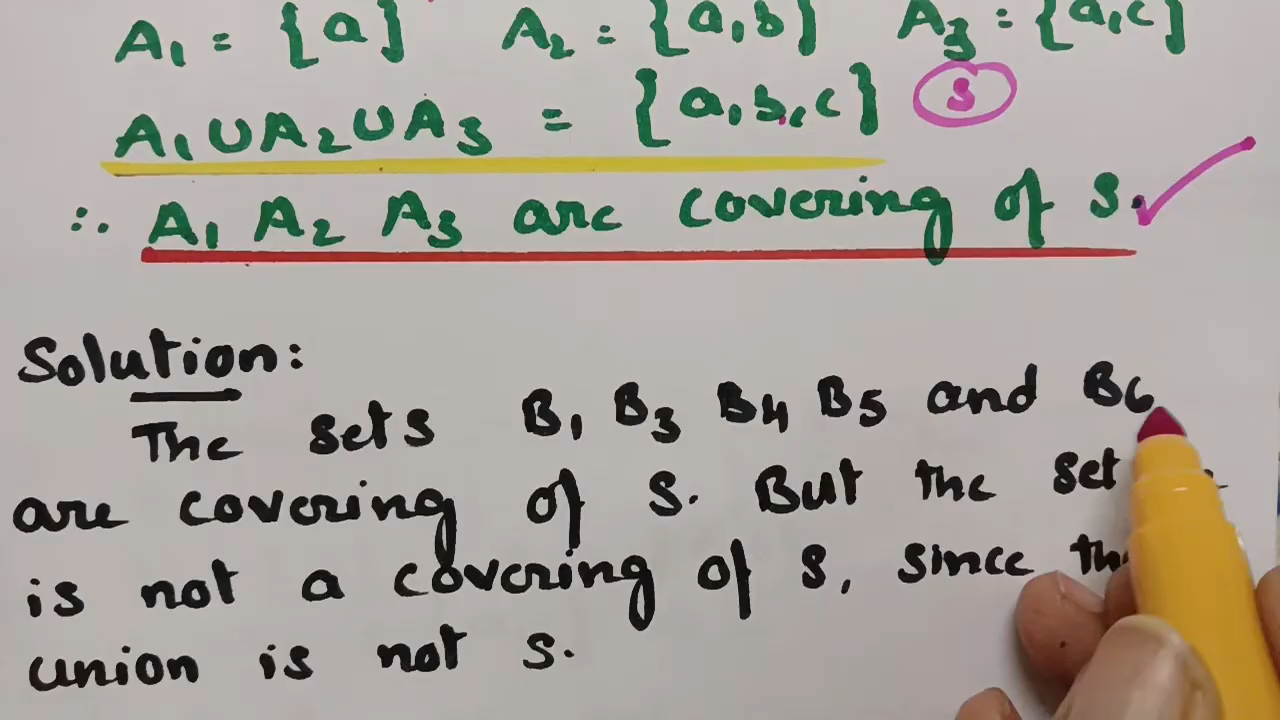 A1 = {a} A2 = {a,b} A3 = {a,c}
A1 U A2 U A3 = {a,b,c} S
∴ A1 A2 A3 are covering of S.
Solution:
The sets B1 B3 B4 B5 and B6
are covering of S. But the set
is not a covering of S, since
union is not S.